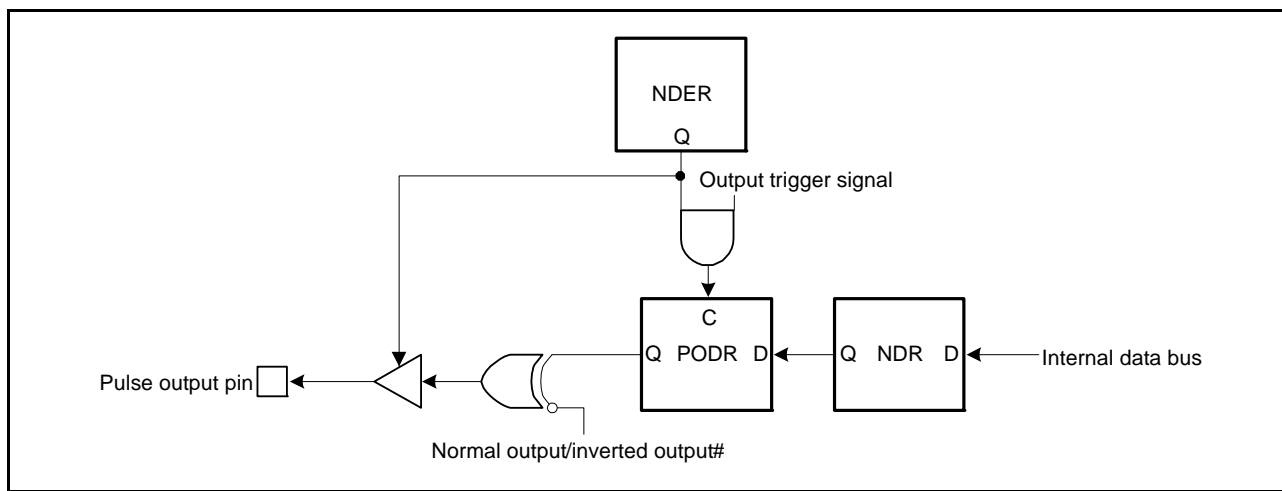 NDER
Q
Output trigger signal
C
Q PODR D
Q NDR D
Internal data bus
Pulse output pin
Normal output/inverted output#